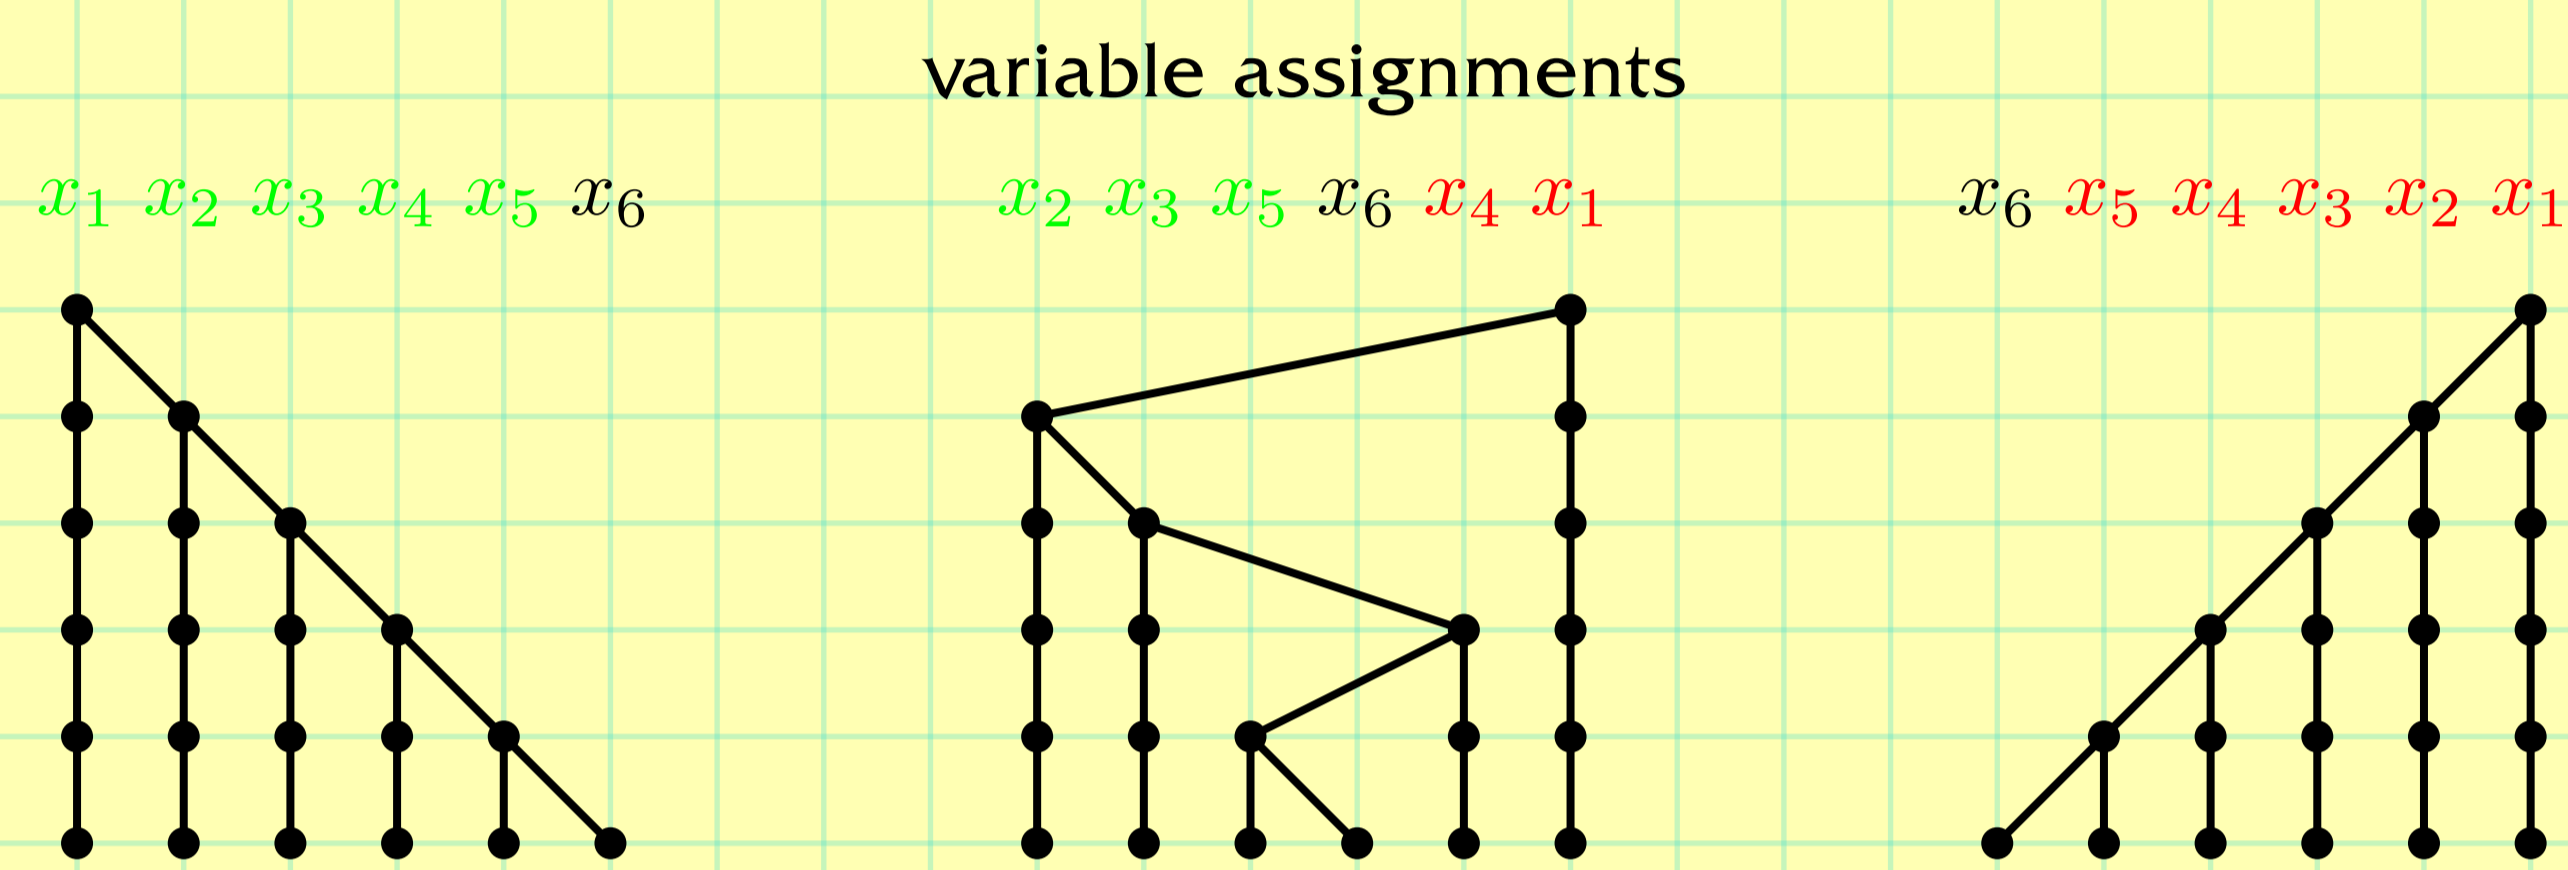 variable assignments
x₁ x₂ x₃ x₄ x₅ x₆ x₂ x₃ x₅ x₆ x₄ x₁ x₆ x₅ x₄ x₃ x₂ x₁